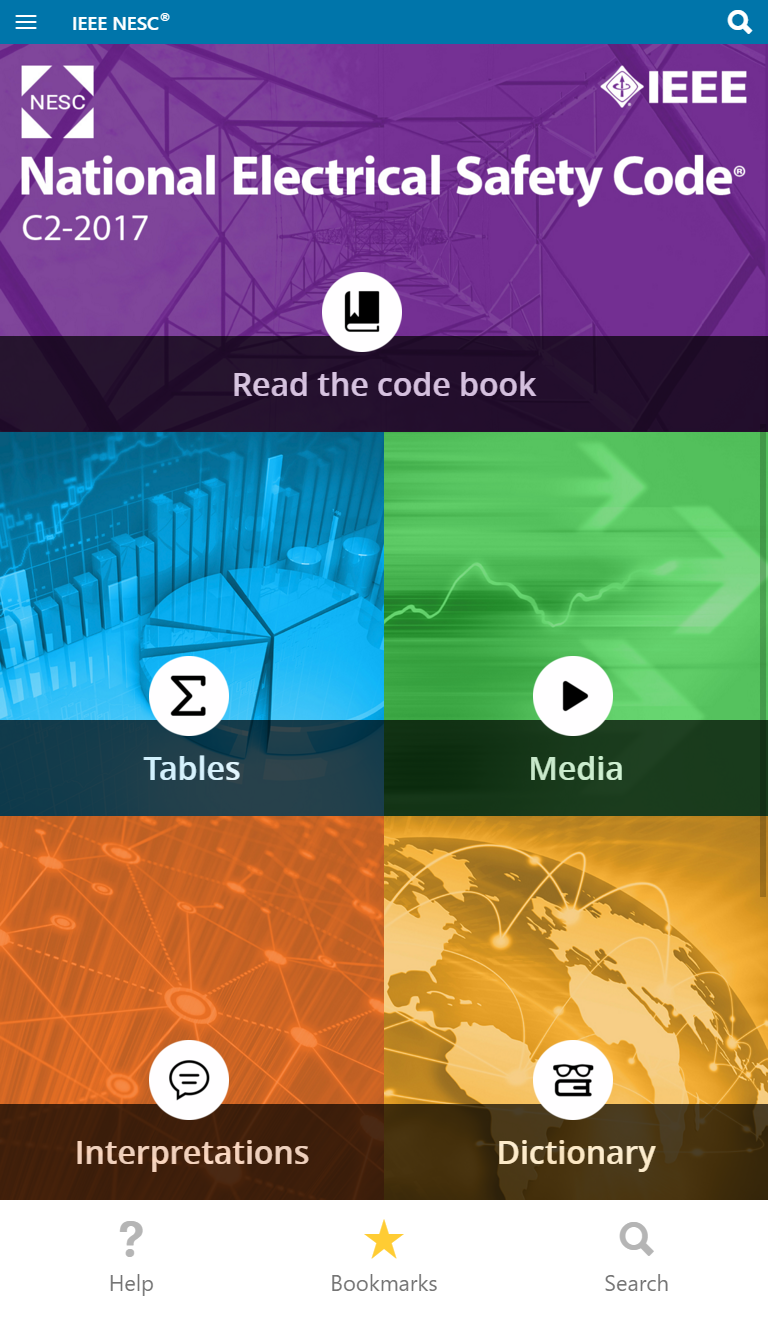 IEEE NESC®
NESC
IEEE
National Electrical Safety Code®
C2-2017
Read the code book
Tables
Media
Interpretations
Dictionary
Help
Bookmarks
Search